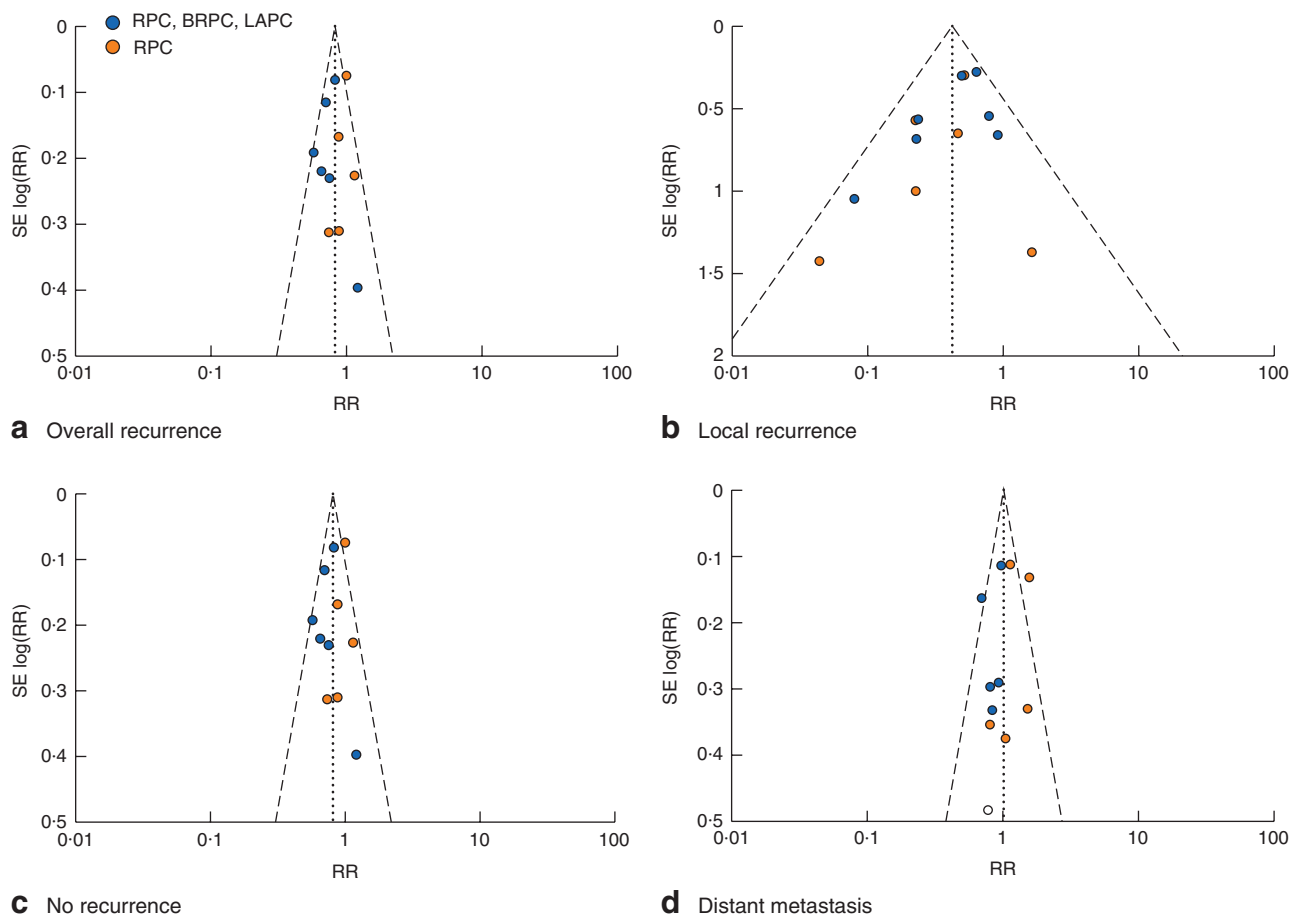 RPC, BRPC, LAPC
RPC
0
0·1
0·2
0·3
0·4
0·5
SE log(RR)
0·01 0·1 1 10 100
RR
a Overall recurrence
0
0·5
1
1·5
2
SE log(RR)
0·01 0·1 1 10 100
RR
b Local recurrence
0
0·1
0·2
0·3
0·4
0·5
SE log(RR)
0·01 0·1 1 10 100
RR
c No recurrence
0
0·1
0·2
0·3
0·4
0·5
SE log(RR)
0·01 0·1 1 10 100
RR
d Distant metastasis